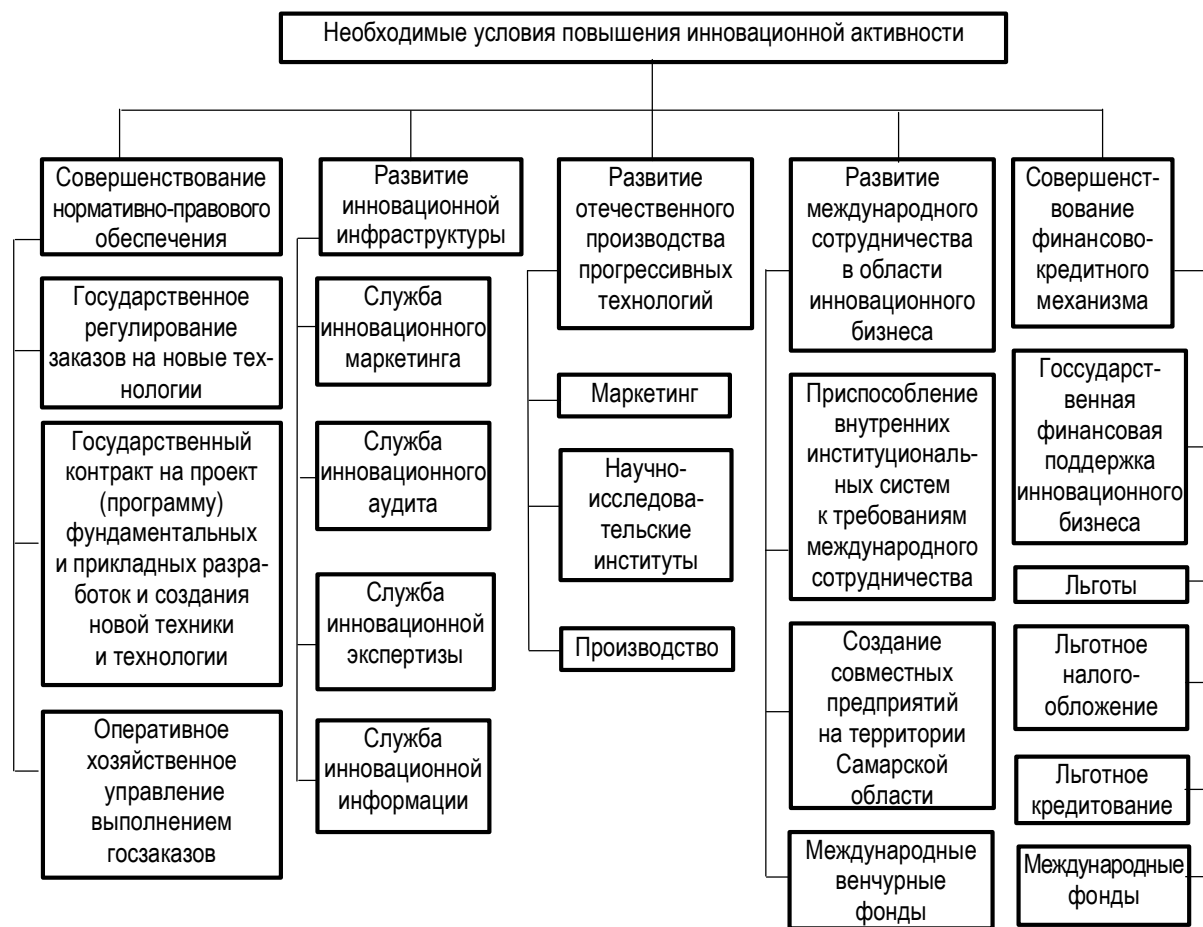 Необходимые условия повышения инновационной активности
Совершенствование
нормативно-правового
обеспечения
Государственное
регулирование
заказов на новые тех-
нологии
Государственный
контракт на проект
(программу)
фундаментальных
и прикладных разра-
боток и создания
новой техники
и технологии
Оперативное
хозяйственное
управление
выполнением
госзаказов
Развитие
инновационной
инфраструктуры
Служба
инновационного
маркетинга
Служба
инновационного
аудита
Служба
инновационной
экспертизы
Служба
инновационной
информации
Развитие
отечественного
производства
прогрессивных
технологий
Маркетинг
Научно-
исследова-
тельские
институты
Производство
Развитие
международного
сотрудничества
в области
инновационного
бизнеса
Приспособление
внутренних
институциональ-
ных систем
к требованиям
международного
сотрудничества
Создание
совместных
предприятий
на территории
Самарской
области
Международные
венчурные
фонды
Совершенст-
вование
финансово-
кредитного
механизма
Госсударст-
венная
финансовая
поддержка
инновационного
бизнеса
Льготы
Льготное
налого-
обложение
Льготное
кредитование
Международные
фонды